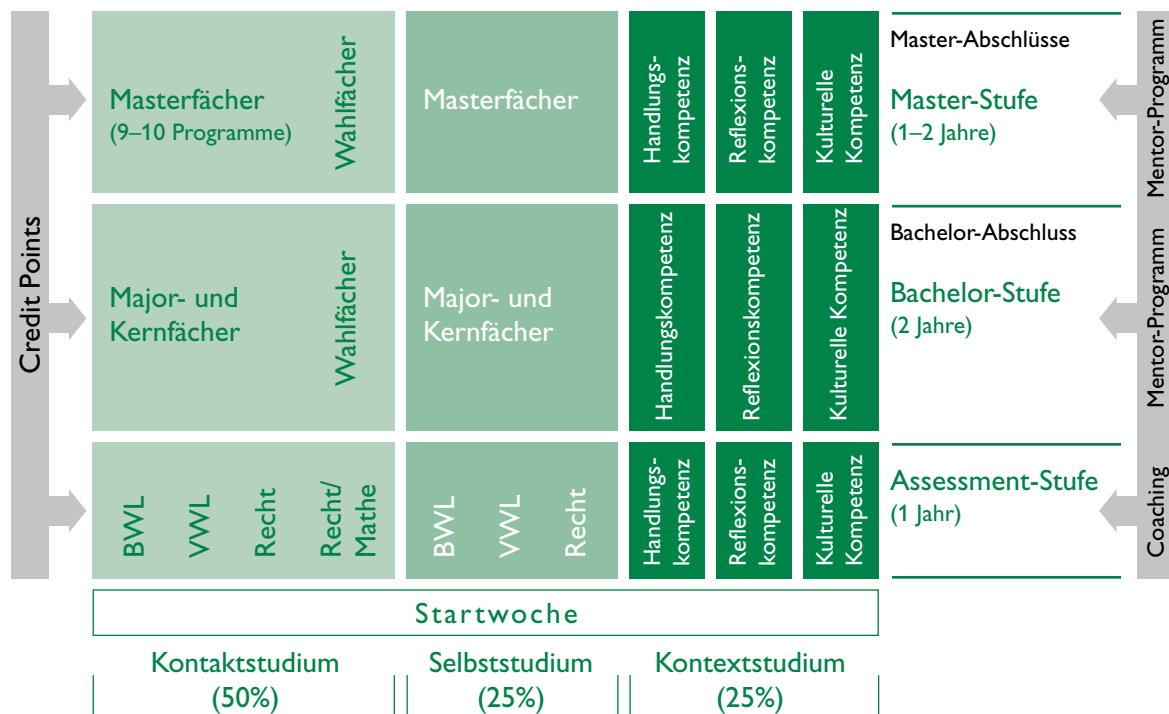 Credit Points
Masterfächer
(9–10 Programme)
Wahlfächer
Masterfächer
Handlungs-
kompetenz
Reflexions-
kompetenz
Kulturelle
Kompetenz
Master-Abschlüsse
Master-Stufe
(1–2 Jahre)
Mentor-Programm
Major- und
Kernfächer
Wahlfächer
Major- und
Kernfächer
Handlungskompetenz
Reflexionskompetenz
Kulturelle Kompetenz
Bachelor-Abschluss
Bachelor-Stufe
(2 Jahre)
Mentor-Programm
BWL
VWL
Recht
Recht/
Mathe
BWL
VWL
Recht
Handlungs-
kompetenz
Reflexions-
kompetenz
Kulturelle
Kompetenz
Assessment-Stufe
(1 Jahr)
Coaching
Startwoche
Kontaktstudium
(50%)
Selbststudium
(25%)
Kontextstudium
(25%)